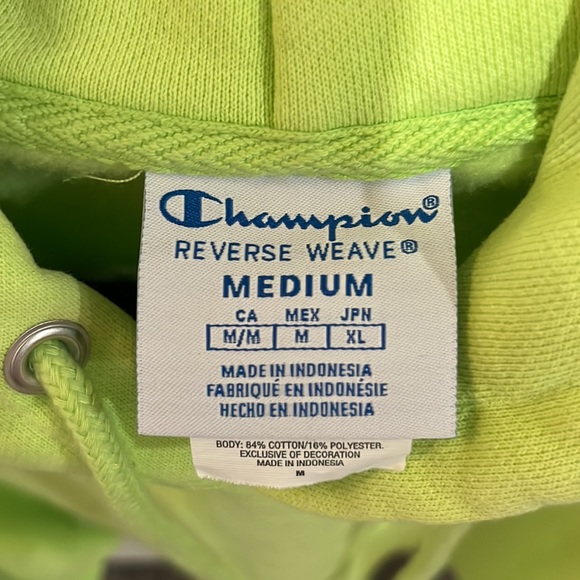 Champion®
REVERSE WEAVE®
MEDIUM
CA MEX JPN
M/M M XL
MADE IN INDONESIA
FABRIQUÉ EN INDONÉSIE
HECHO EN INDONESIA
BODY: 84% COTTON/16% POLYESTER.
EXCLUSIVE OF DECORATION
MADE IN INDONESIA
M